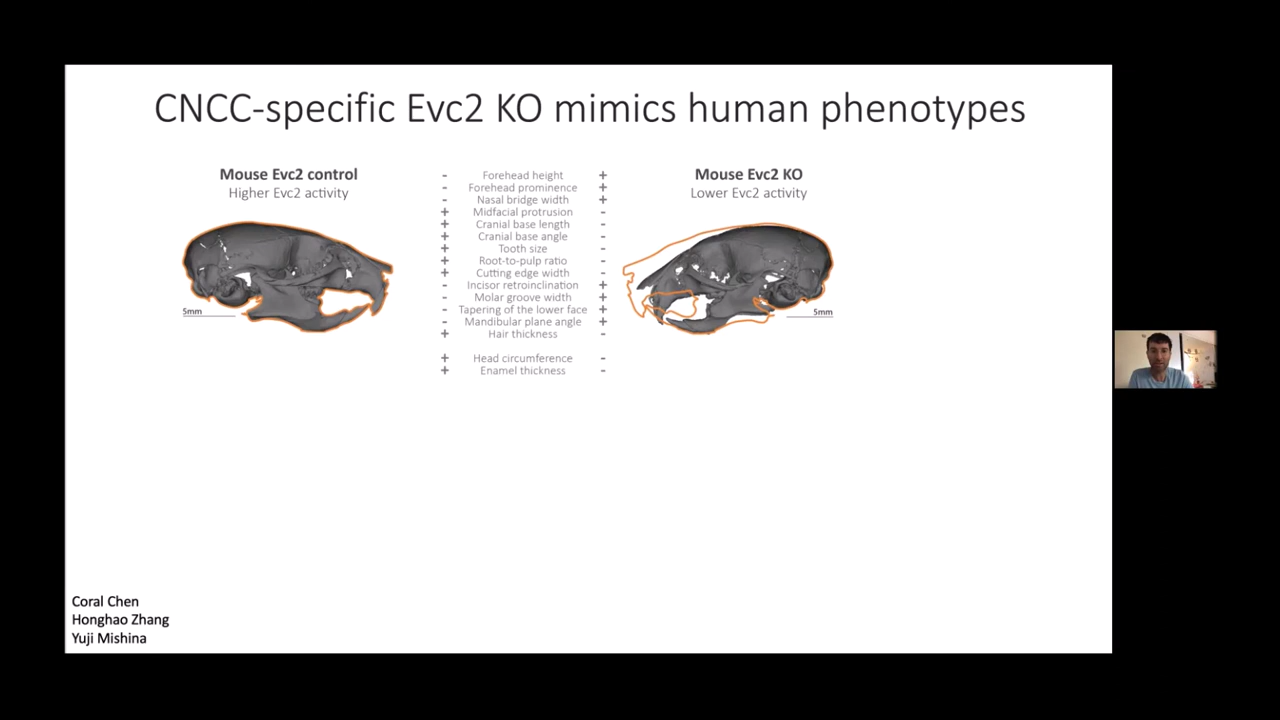 CNCC-specific Evc2 KO mimics human phenotypes
Mouse Evc2 control
Higher Evc2 activity
5mm
- Forehead height +
- Forehead prominence +
- Nasal bridge width +
+ Midfacial protrusion -
+ Cranial base length -
+ Cranial base angle -
+ Tooth size -
+ Root-to-pulp ratio -
+ Cutting edge width -
- Incisor retroinclination +
- Molar groove width +
- Tapering of the lower face +
- Mandibular plane angle +
+ Hair thickness -
+ Head circumference -
+ Enamel thickness -
Mouse Evc2 KO
Lower Evc2 activity
5mm
Coral Chen
Honghao Zhang
Yuji Mishina